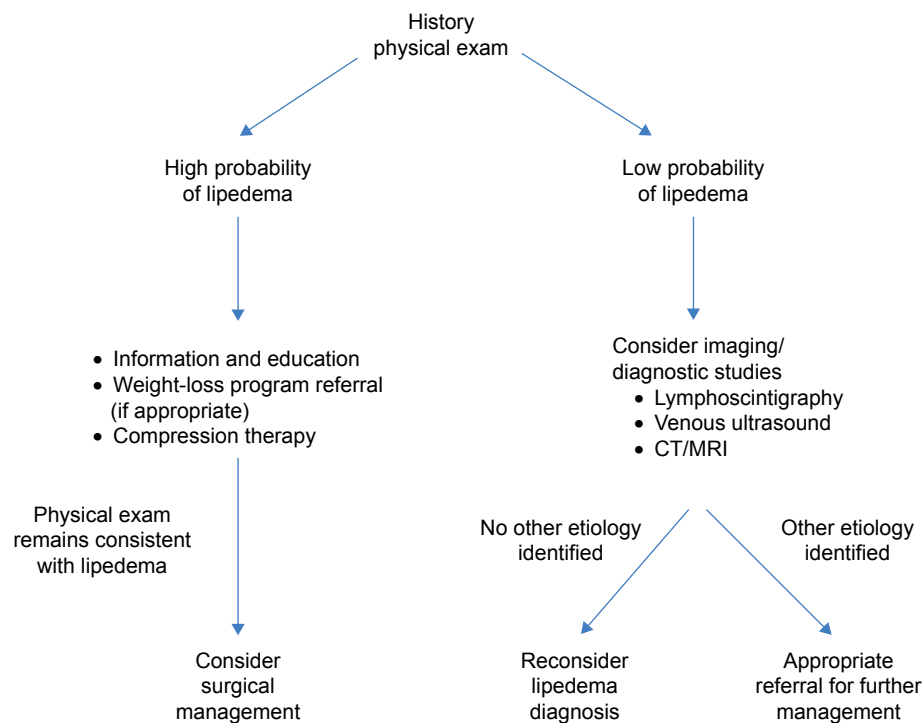 History
physical exam
High probability
of lipedema
Low probability
of lipedema
• Information and education
• Weight-loss program referral
(if appropriate)
• Compression therapy
Consider imaging/
diagnostic studies
• Lymphoscintigraphy
• Venous ultrasound
• CT/MRI
Physical exam
remains consistent
with lipedema
No other etiology
identified
Other etiology
identified
Consider
surgical
management
Reconsider
lipedema
diagnosis
Appropriate
referral for further
management